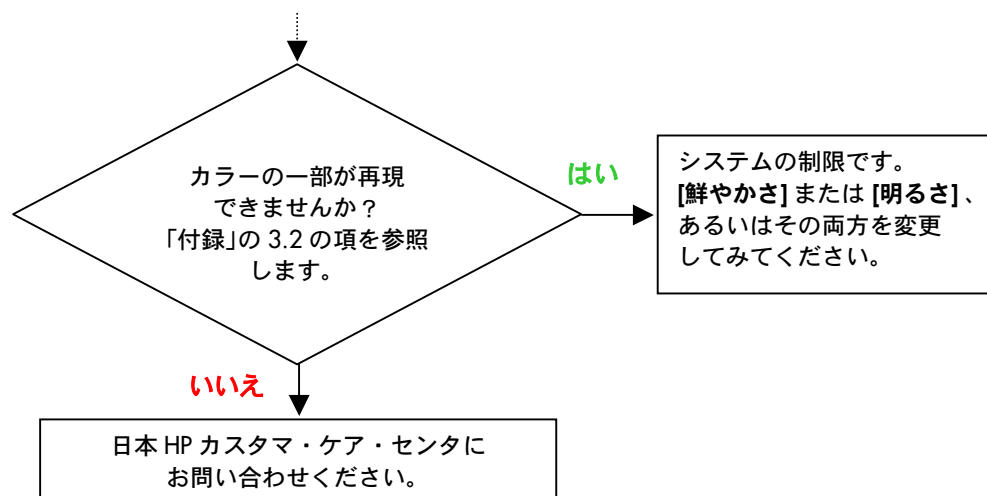 カラーの一部が再現
できませんか？
「付録」の 3.2 の項を参照
します。
はい
システムの制限です。
[鮮やかさ] または [明るさ] 、
あるいはその両方を変更
してみてください。
いいえ
日本 HP カスタマ・ケア・センタに
お問い合わせください。